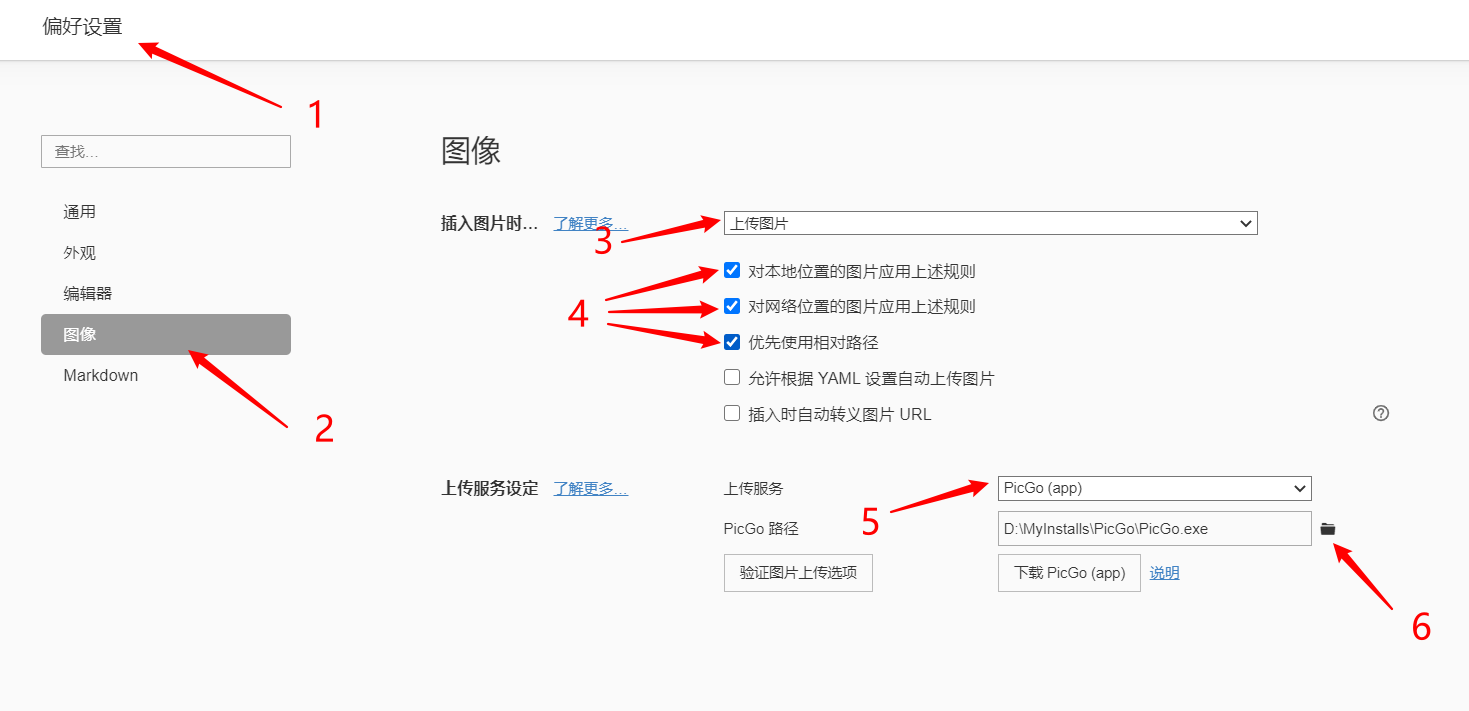 偏好设置
1
查找...
通用
外观
编辑器
图像
Markdown
2
图像
插入图片时... 了解更多... 上传图片
3
对本地位置的图片应用上述规则
4 对网络位置的图片应用上述规则
优先使用相对路径
允许根据 YAML 设置自动上传图片
插入时自动转义图片 URL ?
上传服务设定 了解更多... 上传服务 PicGo (app)
5
PicGo 路径 D:\MyInstalls\PicGo\PicGo.exe
验证图片上传选项 下载 PicGo (app) 说明
6